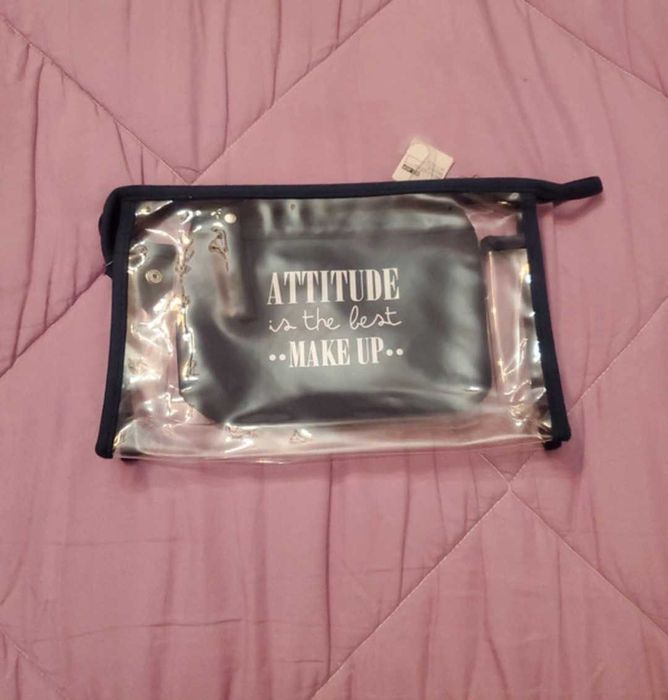 ATTITUDE
is the best
••MAKE UP••